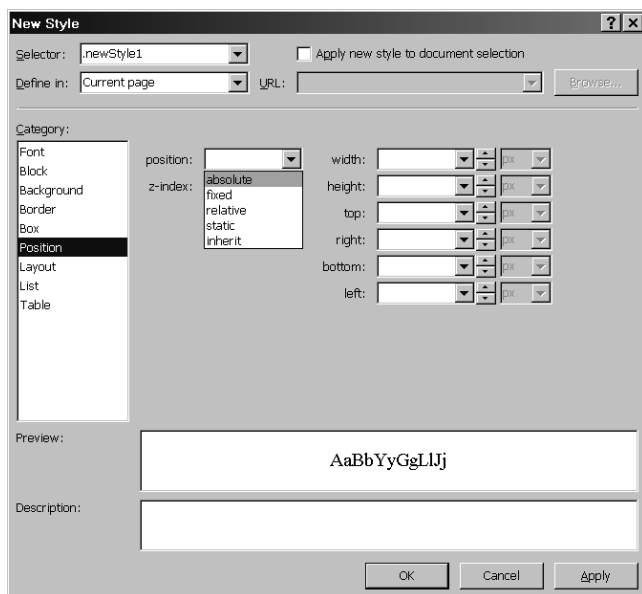 New Style
Selector: .newStyle1 Apply new style to document selection
Define in: Current page URL: Browse...
Category:
Font
Block
Background
Border
Box
Position
Layout
List
Table
position:
z-index:
absolute
fixed
relative
static
inherit
width: px
height: px
top: px
right: px
bottom: px
left: px
Preview:
AaBbYyGgLlJj
Description:
OK Cancel Apply